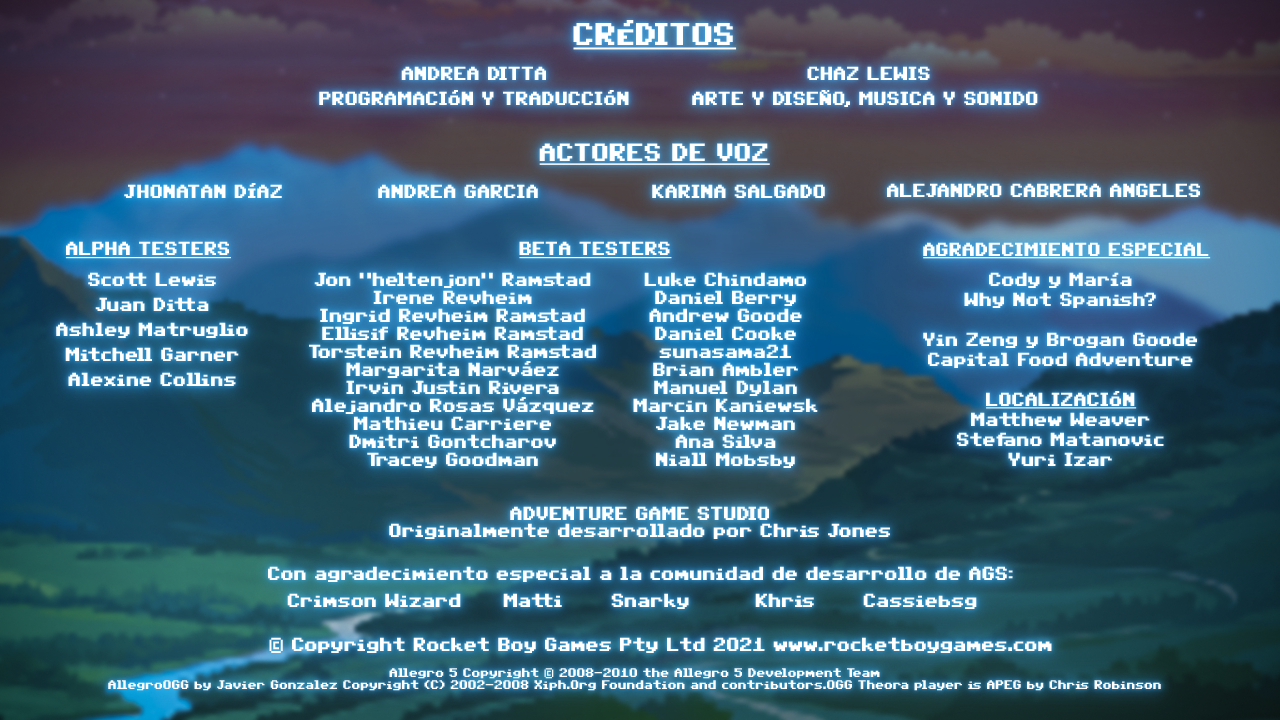 CRÉDITOS
ANDREA DITTA
PROGRAMACIóN Y TRADUCCIóN
CHAZ LEWIS
ARTE Y DISEÑO, MUSICA Y SONIDO
ACTORES DE VOZ
JHONATAN DíAZ ANDREA GARCIA KARINA SALGADO ALEJANDRO CABRERA ANGELES
ALPHA TESTERS
Scott Lewis
Juan Ditta
Ashley Matruglio
Mitchell Garner
Alexine Collins
BETA TESTERS
Jon "heltenjon" Ramstad
Irene Revheim
Ingrid Revheim Ramstad
Ellisif Revheim Ramstad
Torstein Revheim Ramstad
Margarita Narváez
Irvin Justin Rivera
Alejandro Rosas Vázquez
Mathieu Carriere
Dmitri Gontcharov
Tracey Goodman
Luke Chindamo
Daniel Berry
Andrew Goode
Daniel Cooke
sunasama21
Brian Ambler
Manuel Dylan
Marcin Kaniewsk
Jake Newman
Ana Silva
Niall Mobsby
AGRADECIMIENTO ESPECIAL
Cody y María
Why Not Spanish?
Yin Zeng y Brogan Goode
Capital Food Adventure
LOCALIZACIóN
Matthew Weaver
Stefano Matanovic
Yuri Izar
ADVENTURE GAME STUDIO
Originalmente desarrollado por Chris Jones
Con agradecimiento especial a la comunidad de desarrollo de AGS:
Crimson Wizard Matti Snarky Khris Cassiebsg
© Copyright Rocket Boy Games Pty Ltd 2021 www.rocketboygames.com
Allegro 5 Copyright © 2008-2010 the Allegro 5 Development Team
AllegroOGG by Javier Gonzalez Copyright (C) 2002-2008 Xiph.Org Foundation and contributors.OGG Theora player is APEG by Chris Robinson